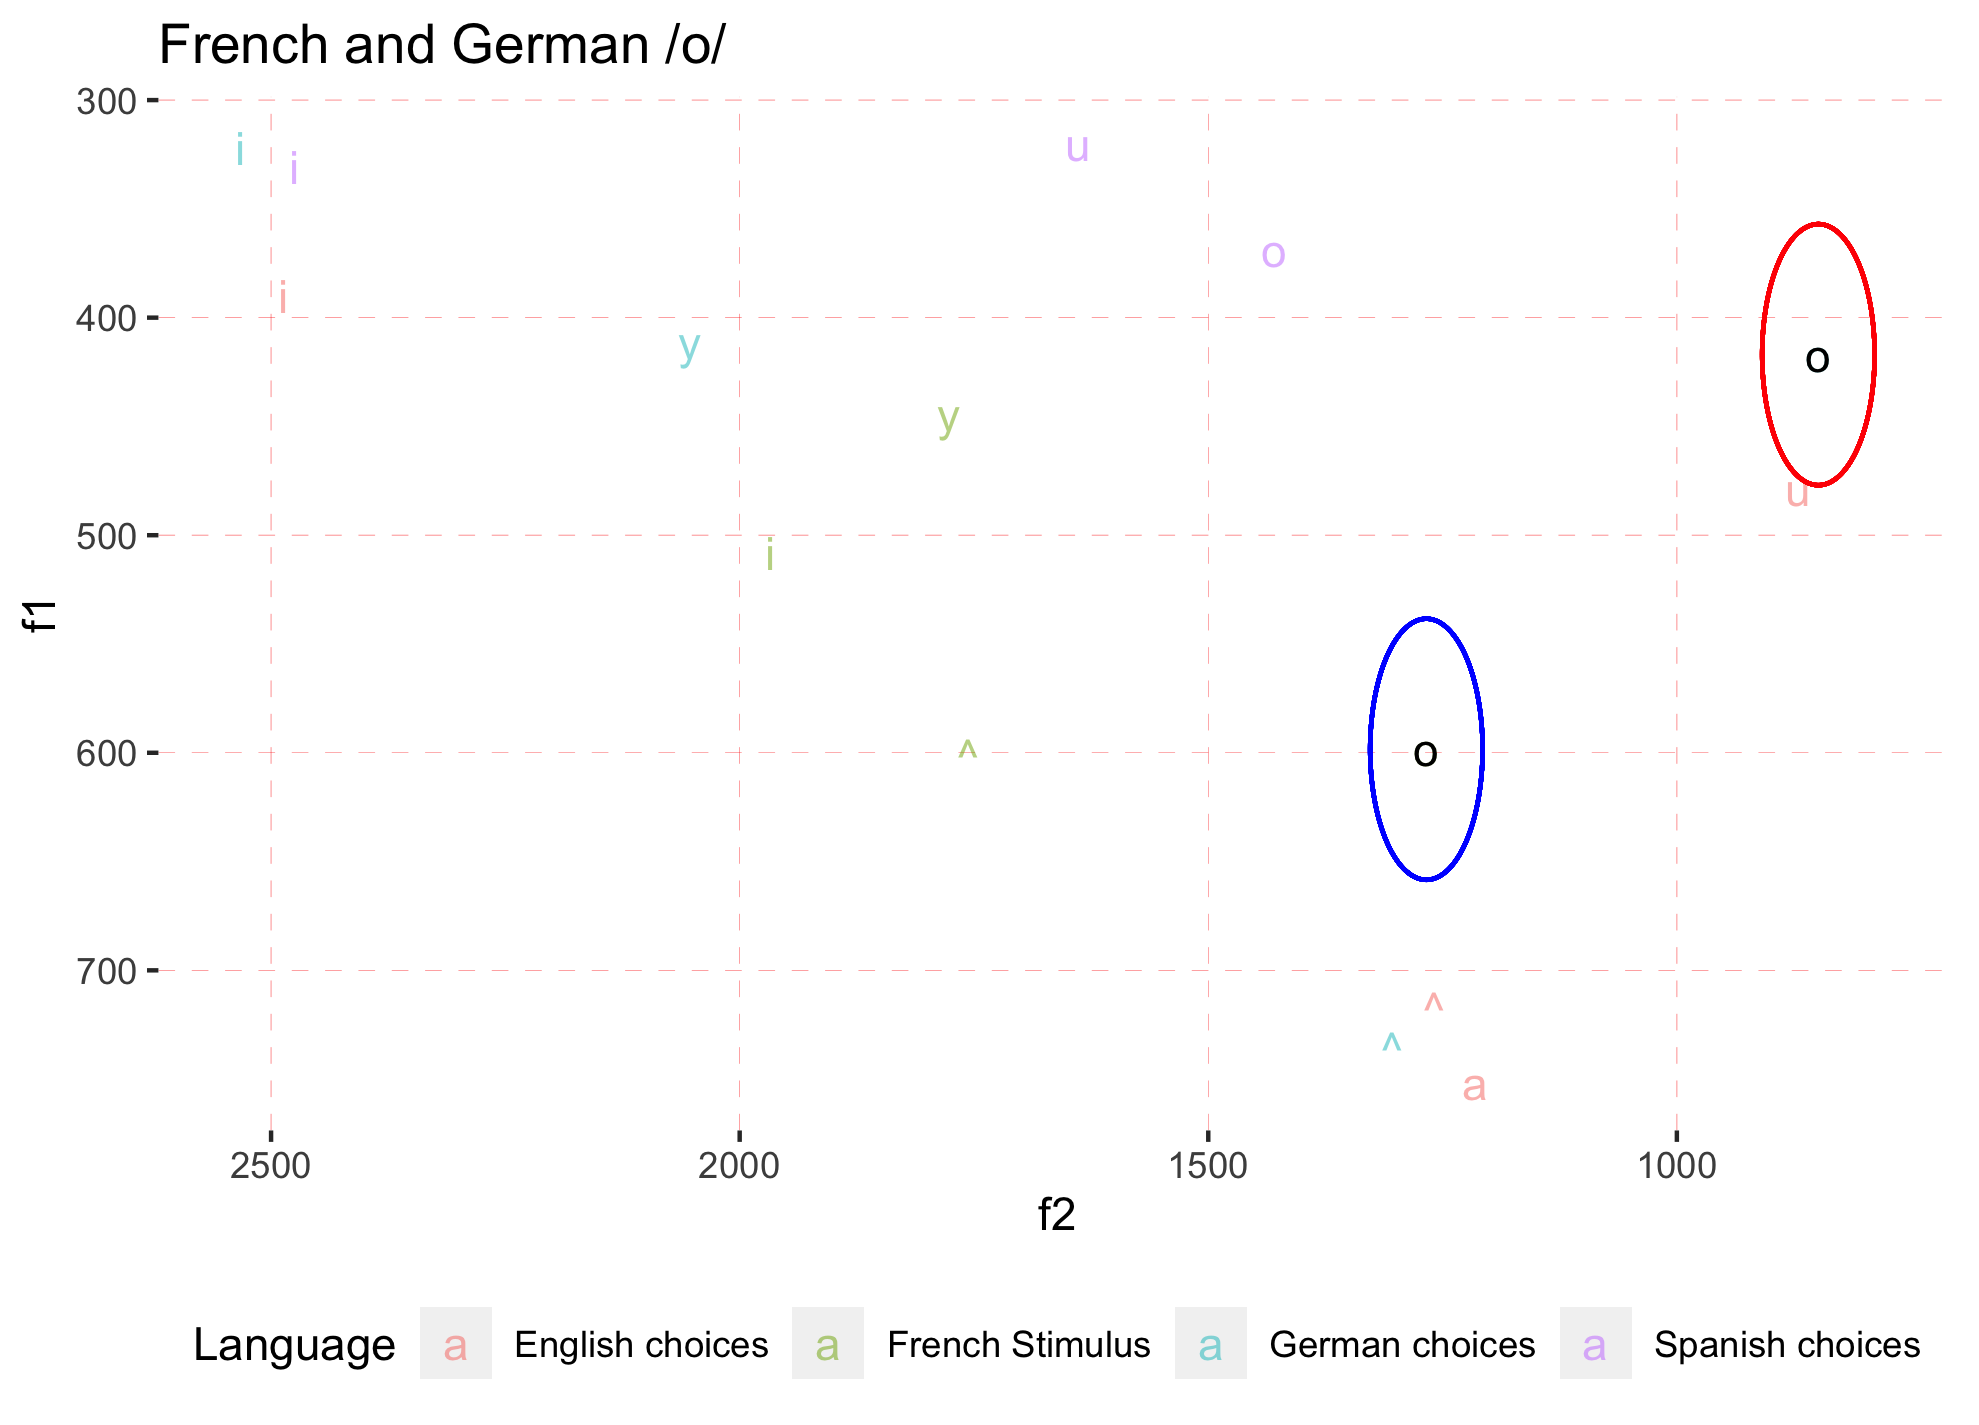 French and German /o/
300
i
i
u
o
i
400
y
o
y
u
500
i
f1
600
^
o
700
^
^
a
2500 2000 1500 1000
f2
Language a English choices a French Stimulus a German choices a Spanish choices